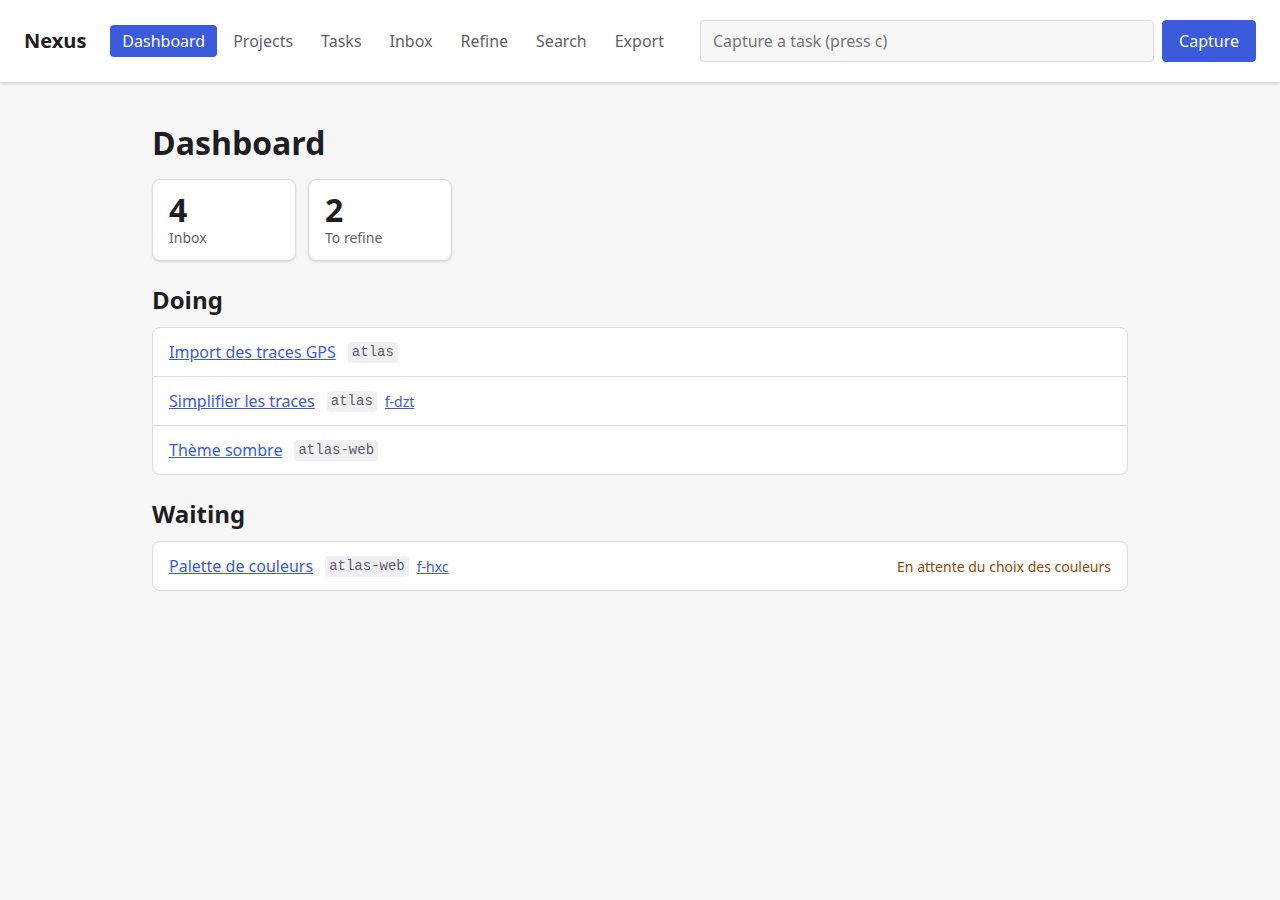 Nexus Dashboard Projects Tasks Inbox Refine Search Export Capture a task (press c) Capture
Dashboard
4 2
Inbox To refine
Doing
Import des traces GPS atlas
Simplifier les traces atlas f-dzt
Thème sombre atlas-web
Waiting
Palette de couleurs atlas-web f-hxc En attente du choix des couleurs